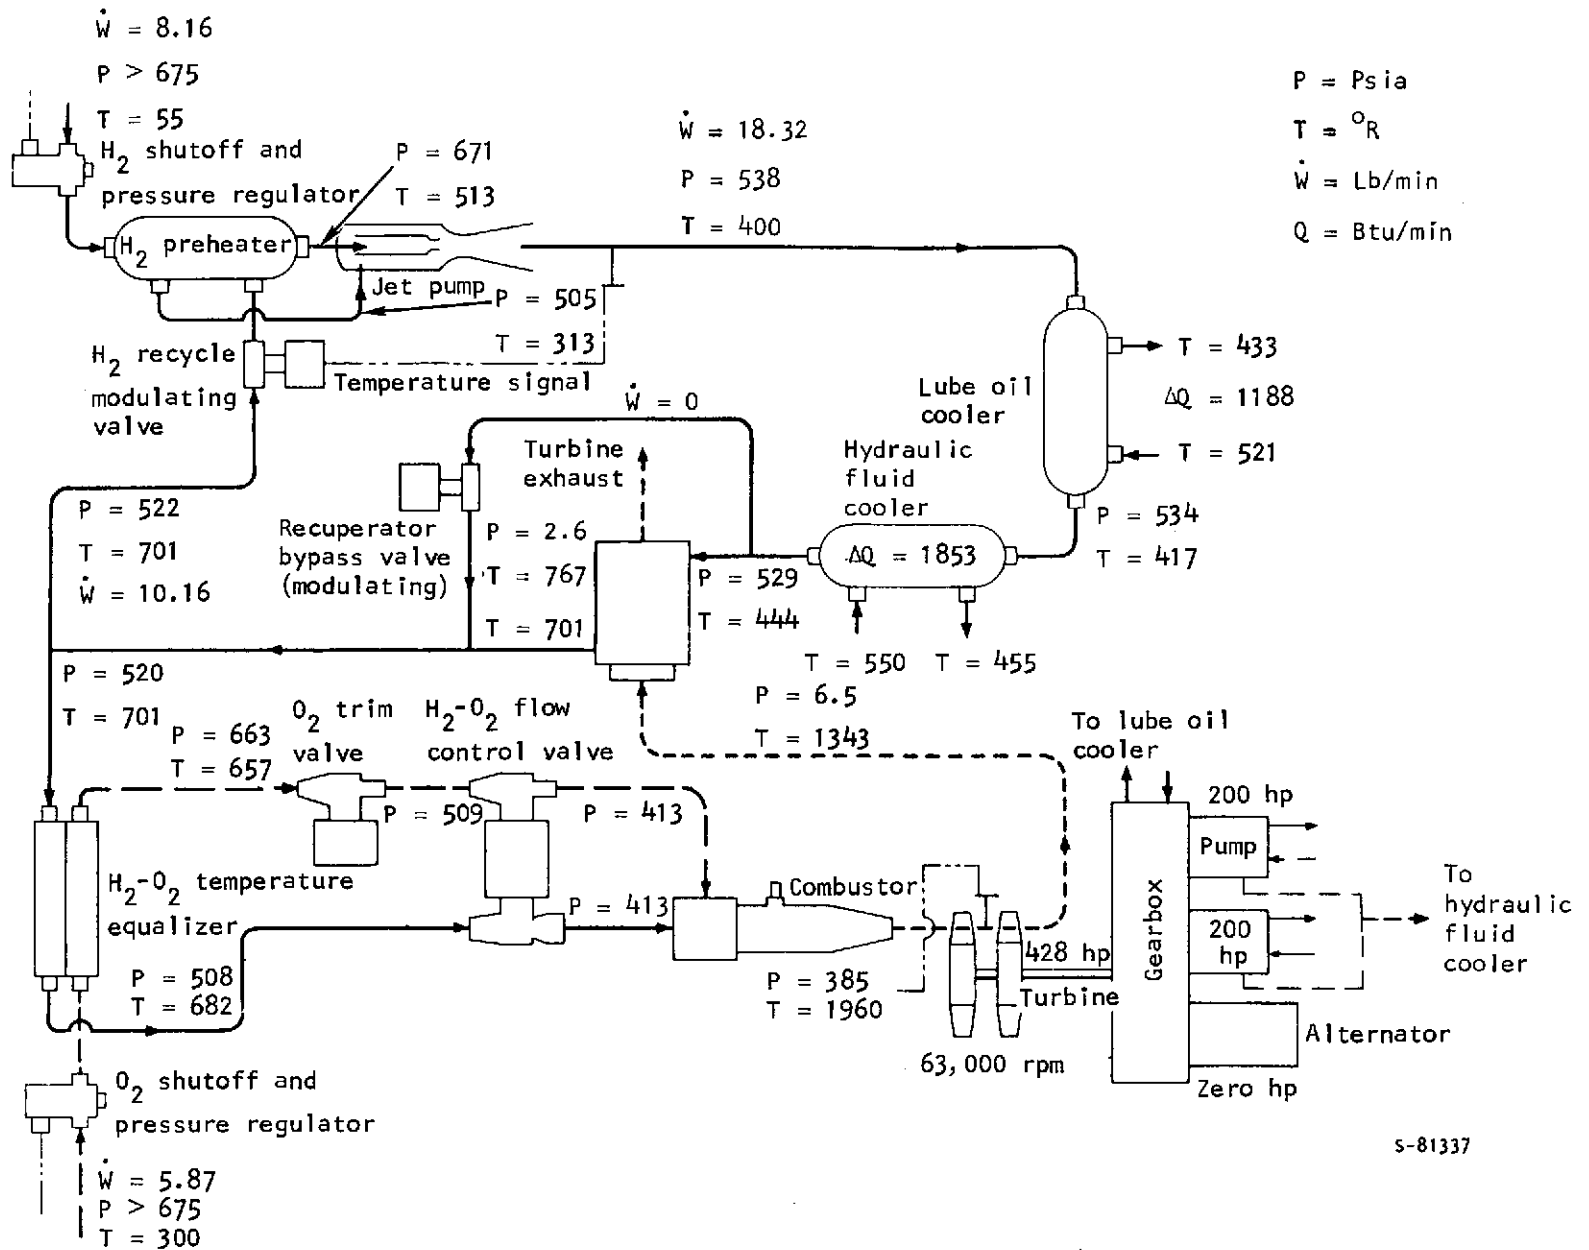 Ẇ = 8.16
P > 675
T = 55
H2 shutoff and
pressure regulator
P = 671
T = 513
Ẇ = 18.32
P = 538
T = 400
P = Psia
T = °R
Ẇ = Lb/min
Q = Btu/min
H2 preheater
Jet pump
P = 505
T = 313
H2 recycle
modulating
valve
Temperature signal
Lube oil
cooler
T = 433
ΔQ = 1188
T = 521
P = 534
T = 417
Ẇ = 0
Turbine
exhaust
Hydraulic
fluid
cooler
ΔQ = 1853
P = 522
T = 701
Ẇ = 10.16
Recuperator
bypass valve
(modulating)
P = 2.6
T = 767
T = 701
P = 529
T = 444
T = 550
T = 455
P = 6.5
T = 1343
P = 520
T = 701
P = 663
T = 657
O2 trim
valve
H2-O2 flow
control valve
P = 509
P = 413
To lube oil
cooler
200 hp
Pump
200
hp
Gearbox
To
hydraulic
fluid
cooler
H2-O2 temperature
equalizer
P = 413
Combustor
428 hp
Turbine
P = 508
T = 682
P = 385
T = 1960
63,000 rpm
Alternator
Zero hp
O2 shutoff and
pressure regulator
Ẇ = 5.87
P > 675
T = 300
S-81337